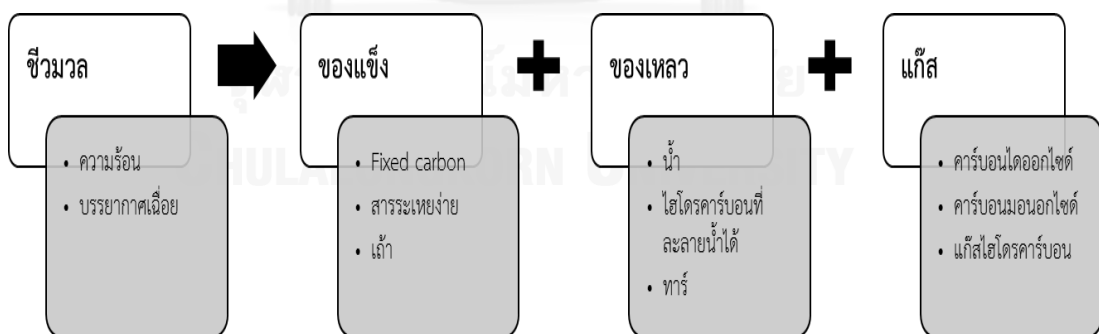 ชีวมวล
• ความร้อน
• บรรยากาศเฉื่อย
ของแข็ง
• Fixed carbon
• สารระเหยง่าย
• เถ้า
ของเหลว
• น้ำ
• ไฮโดรคาร์บอนที่
ละลายน้ำได้
• ทาร์
แก๊ส
• คาร์บอนไดออกไซด์
• คาร์บอนมอนอกไซด์
• แก๊สไฮโดรคาร์บอน